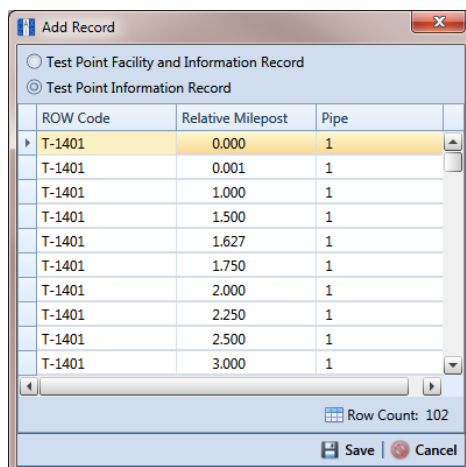 Add Record
Test Point Facility and Information Record
Test Point Information Record
ROW Code Relative Milepost Pipe
T-1401 0.000 1
T-1401 0.001 1
T-1401 1.000 1
T-1401 1.500 1
T-1401 1.627 1
T-1401 1.750 1
T-1401 2.000 1
T-1401 2.250 1
T-1401 2.500 1
T-1401 3.000 1
Row Count: 102
Save | Cancel